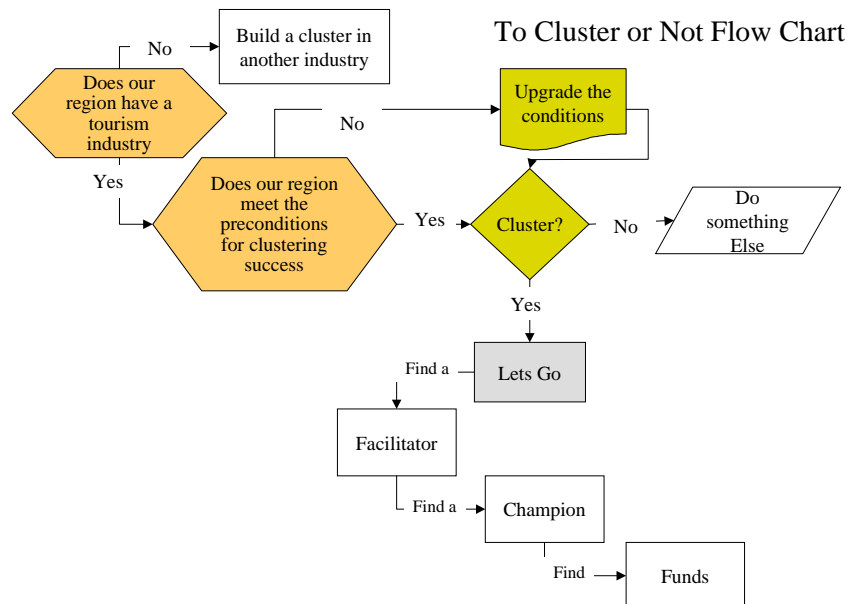 To Cluster or Not Flow Chart
No
Build a cluster in
another industry
Does our
region have a
tourism
industry
No
Upgrade the
conditions
Yes
Does our region
meet the
preconditions
for clustering
success
Yes
Cluster?
No
Do
something
Else
Yes
Lets Go
Find a
Facilitator
Find a
Champion
Find
Funds